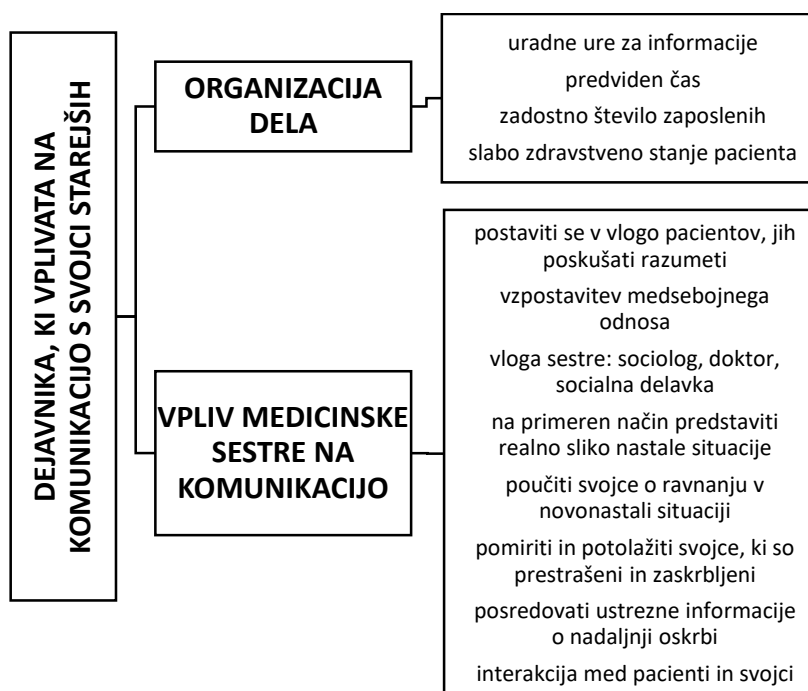 DEJAVNIKA, KI VPLIVATA NA
KOMUNIKACIJO S SVOJCI STAREJŠIH
ORGANIZACIJA
DELA
uradne ure za informacije
predviden čas
zadostno število zaposlenih
slabo zdravstveno stanje pacienta
VPLIV MEDICINSKE
SESTRE NA
KOMUNIKACIJO
postaviti se v vlogo pacientov, jih
poskušati razumeti
vzpostavitev medsebojnega
odnosa
vloga sestre: sociolog, doktor,
socialna delavka
na primeren način predstaviti
realno sliko nastale situacije
poučiti svojce o ravnanju v
novonastali situaciji
pomiriti in potolažiti svojce, ki so
prestrašeni in zaskrbljeni
posredovati ustrezne informacije
o nadaljnji oskrbi
interakcija med pacienti in svojci